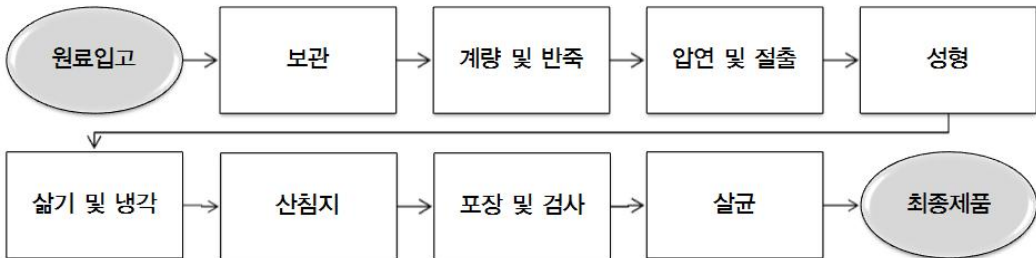 원료입고
보관
계량 및 반죽
압연 및 절출
성형
삶기 및 냉각
산침지
포장 및 검사
살균
최종제품